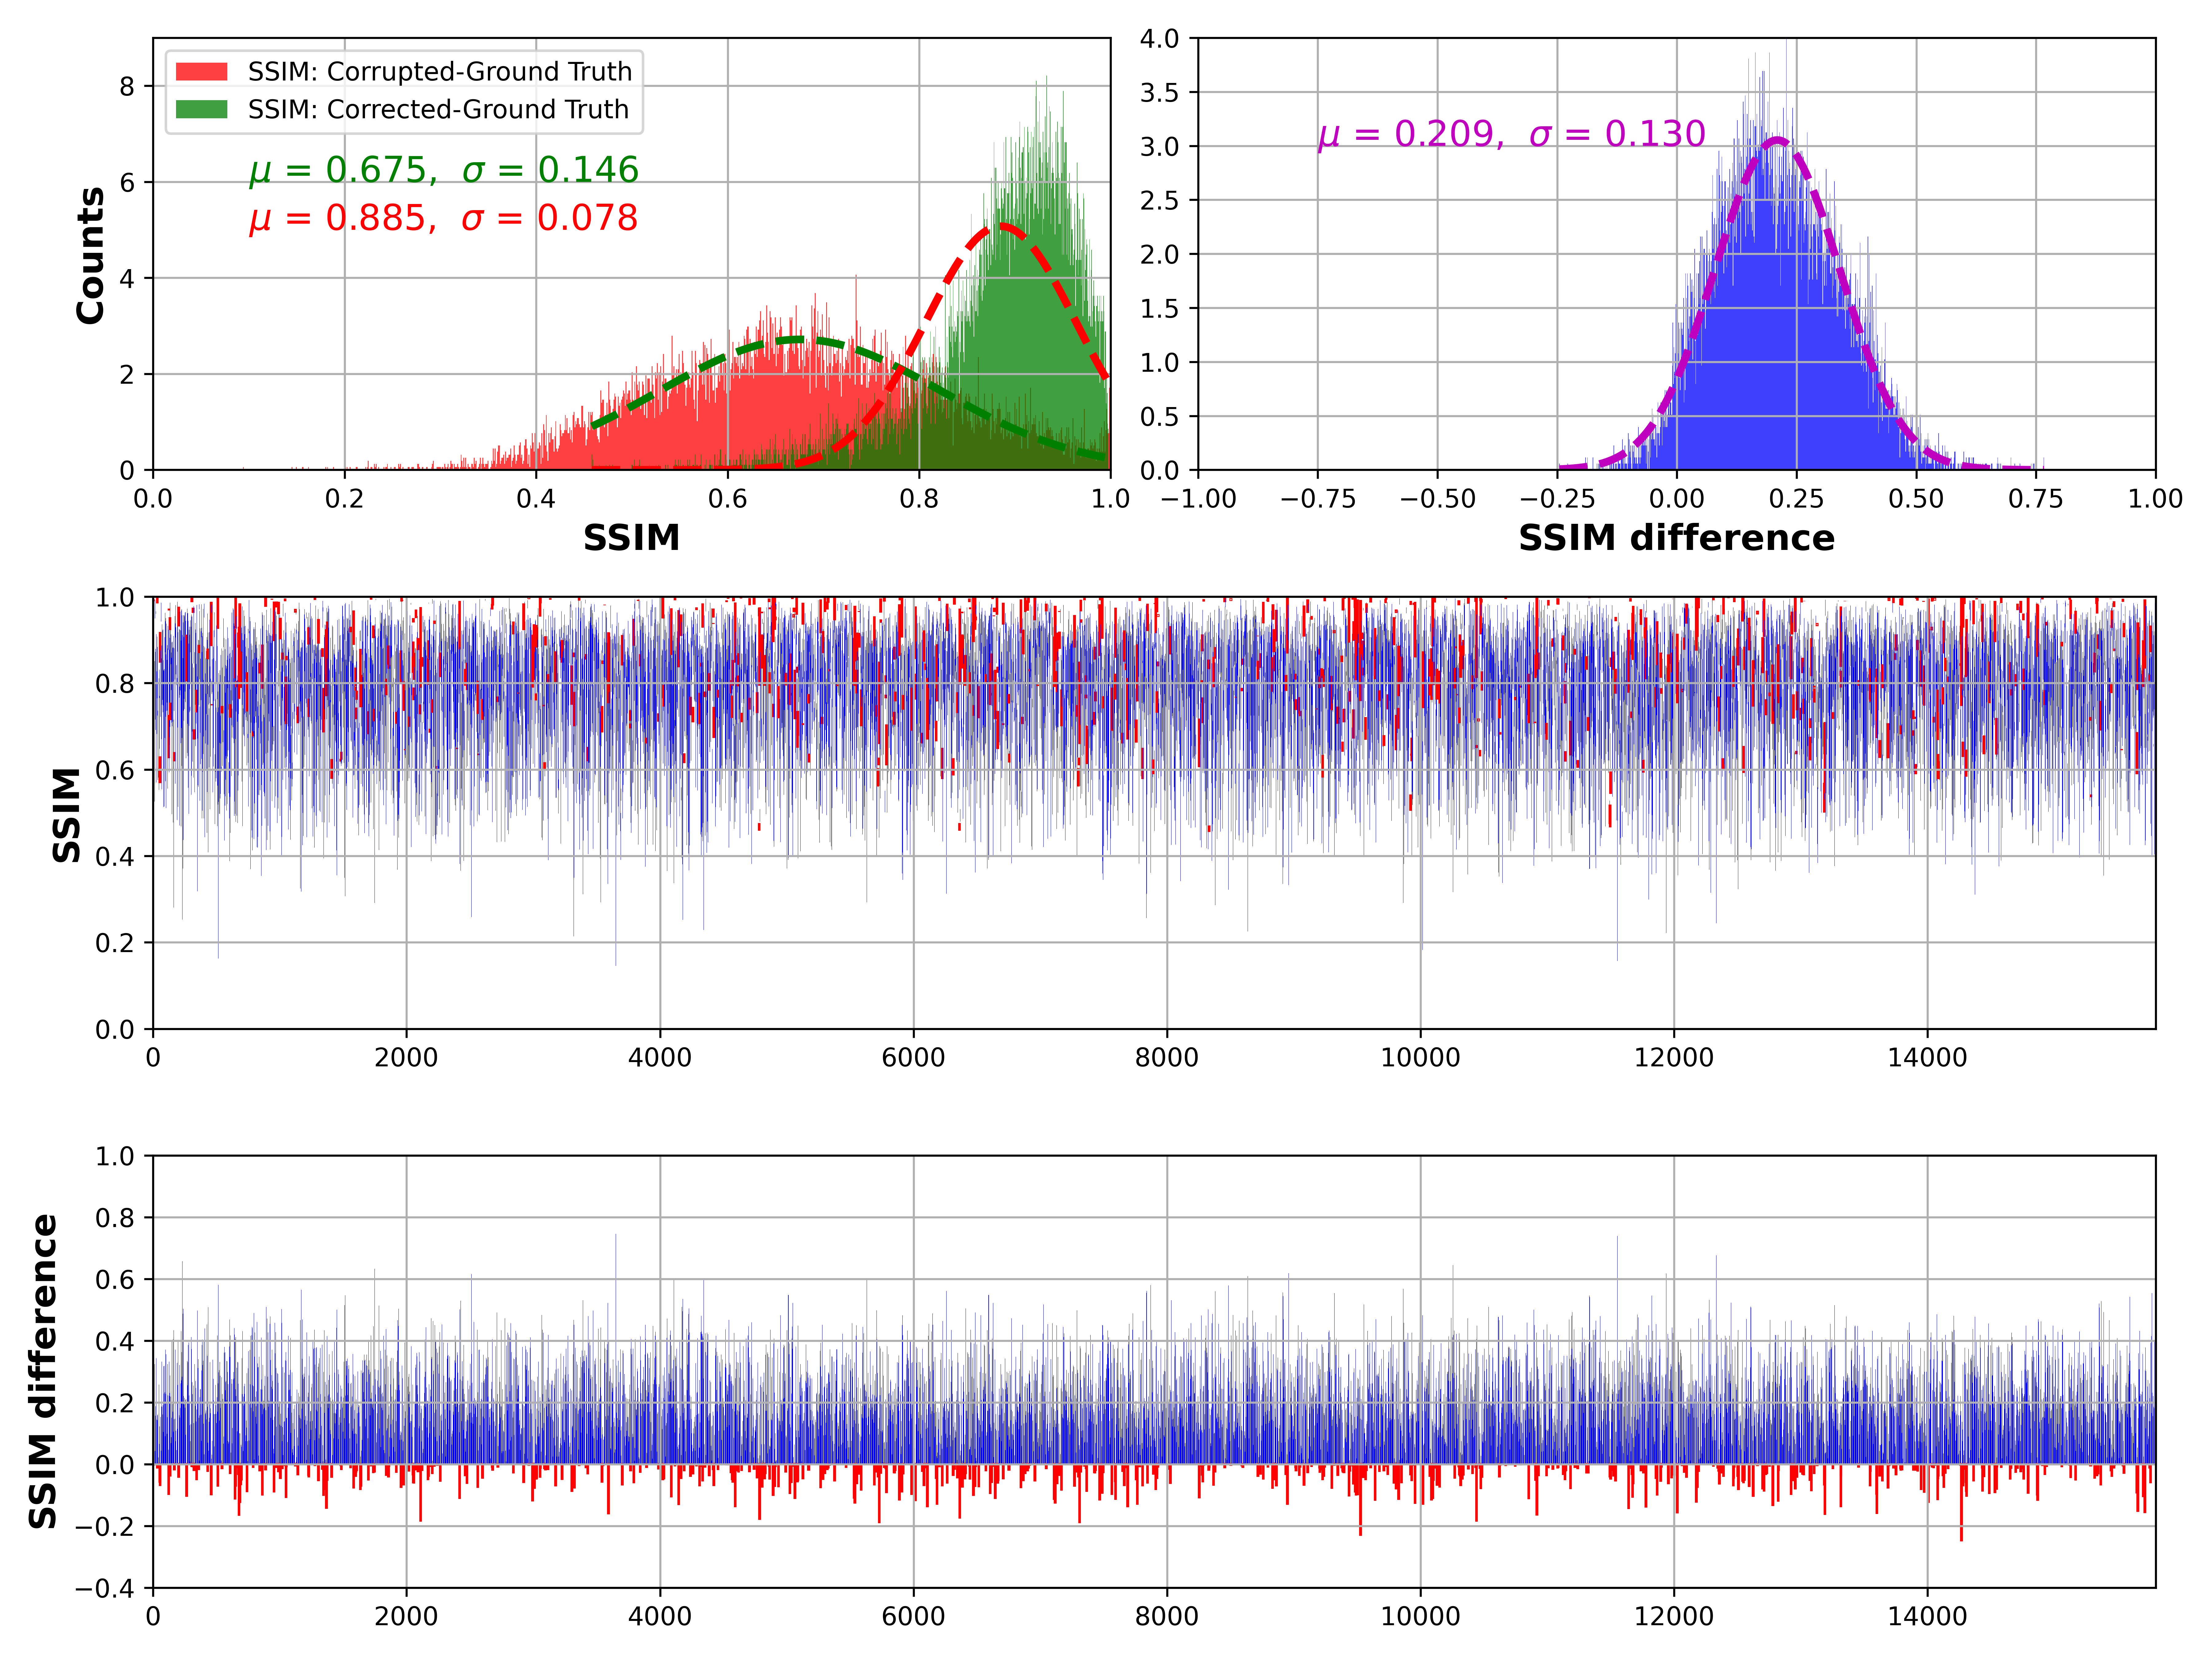 SSIM: Corrupted-Ground Truth
SSIM: Corrected-Ground Truth
μ = 0.675, σ = 0.146
μ = 0.885, σ = 0.078
Counts
8
6
4
2
0
0.0 0.2 0.4 0.6 0.8 1.0
SSIM
μ = 0.209, σ = 0.130
4.0
3.5
3.0
2.5
2.0
1.5
1.0
0.5
0.0
−1.00 −0.75 −0.50 −0.25 0.00 0.25 0.50 0.75 1.00
SSIM difference
SSIM
1.0
0.8
0.6
0.4
0.2
0.0
0 2000 4000 6000 8000 10000 12000 14000
SSIM difference
1.0
0.8
0.6
0.4
0.2
0.0
−0.2
−0.4
0 2000 4000 6000 8000 10000 12000 14000